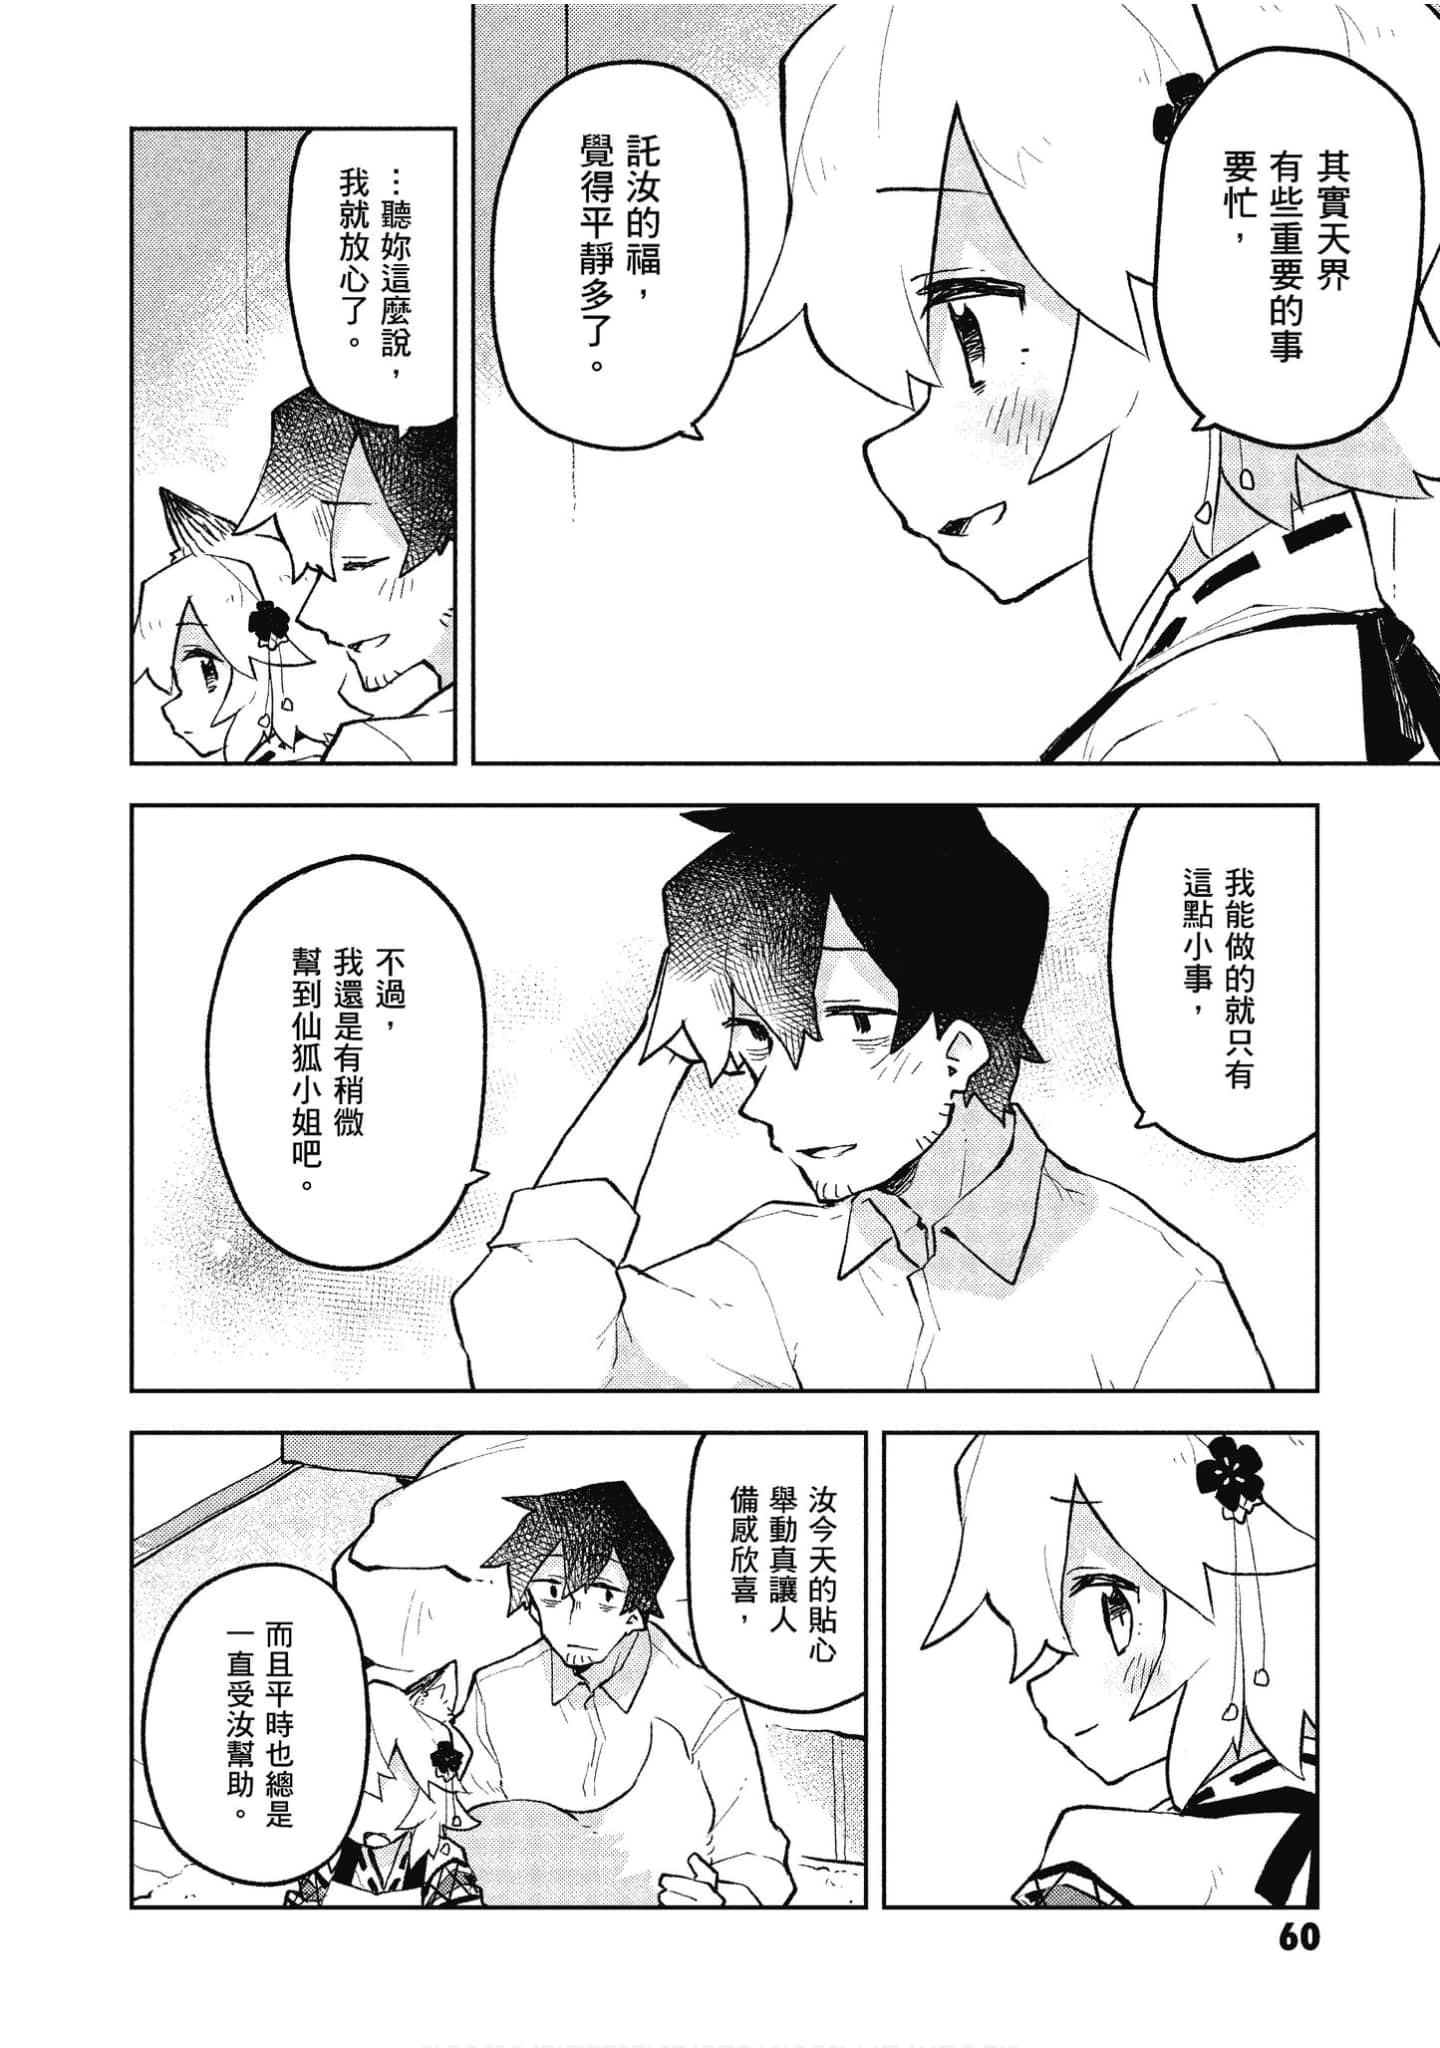 其實天界
有些重要的事
要忙，
託汝的福，
覺得平靜多了。
…聽妳這麼說，
我就放心了。
我能做的就只有
這點小事，
不過，
我還是有稍微
幫到仙狐小姐吧。
汝今天的貼心
舉動真讓人
備感欣喜，
而且平時也總是
一直受汝幫助。
60